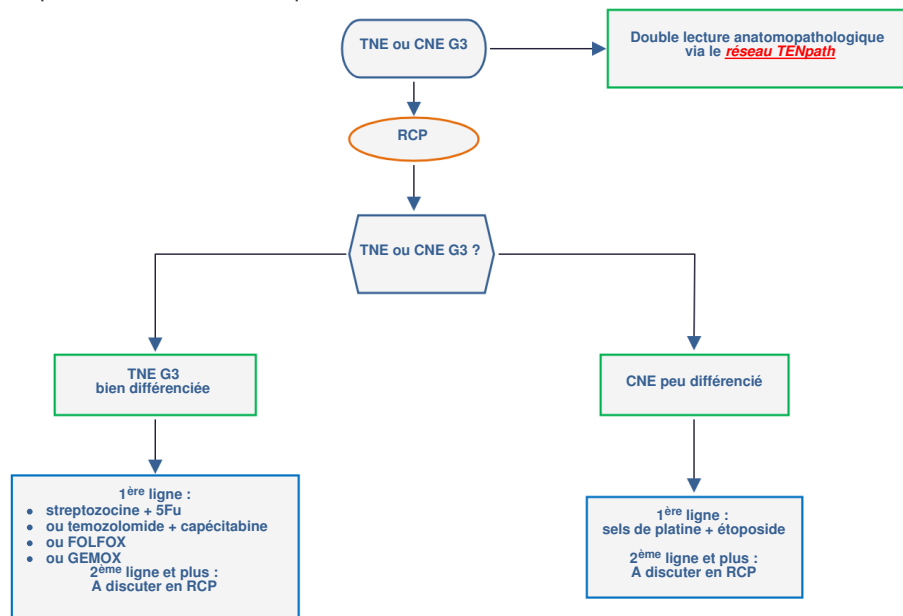 TNE ou CNE G3
Double lecture anatomopathologique
via le réseau TENpath
RCP
TNE ou CNE G3 ?
TNE G3
bien différenciée
CNE peu différencié
1ère ligne :
• streptozocine + 5Fu
• ou temozolomide + capécitabine
• ou FOLFOX
• ou GEMOX
2ème ligne et plus :
A discuter en RCP
1ère ligne :
sels de platine + étoposide
2ème ligne et plus :
A discuter en RCP